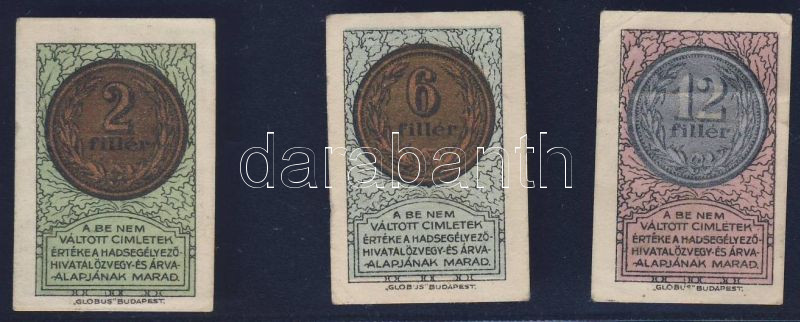 2
fillér
A BE NEM
VÁLTOTT CIMLETEK
ÉRTÉKE A HADSEGÉLYEZŐ-
HIVATAL ÖZVEGY-ÉS ÁRVA-
ALAPJÁNAK MARAD.
„GLOBUS" BUDAPEST.
6
fillér
A BE NEM
VÁLTOTT CIMLETEK
ÉRTÉKE A HADSEGÉLYEZŐ-
HIVATAL ÖZVEGY-ÉS ÁRVA-
-ALAPJÁNAK MARAD.
„GLOBUS" BUDAPEST.
12
fillér
A BE NEM
VÁLTOTT CIMLETEK
ÉRTÉKE A HADSEGÉLYEZŐ-
HIVATAL ÖZVEGY-ÉS ÁRVA-
-ALAPJÁNAK MARAD.
„GLOBUS" BUDAPEST.
darabanth